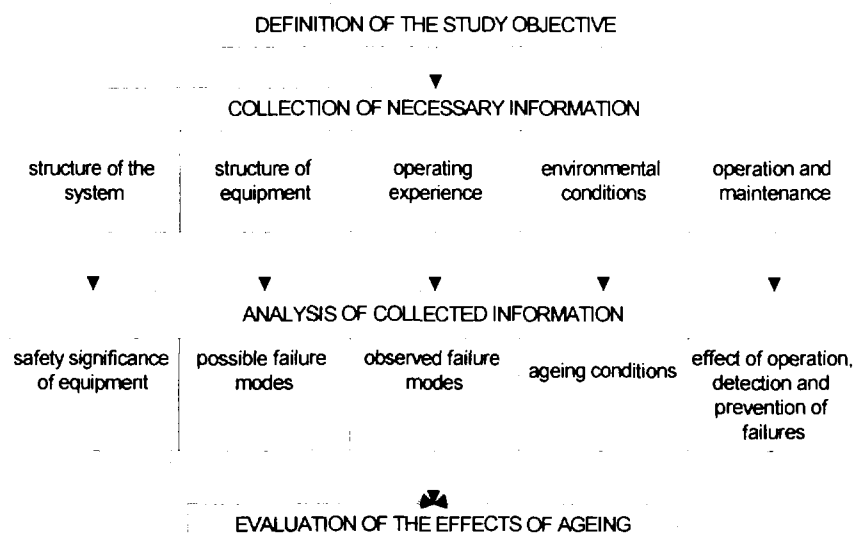 DEFINITION OF THE STUDY OBJECTIVE
COLLECTION OF NECESSARY INFORMATION
structure of the
system
structure of
equipment
operating
experience
environmental
conditions
operation and
maintenance
ANALYSIS OF COLLECTED INFORMATION
safety significance
of equipment
possible failure
modes
observed failure
modes
ageing conditions
effect of operation,
detection and
prevention of
failures
EVALUATION OF THE EFFECTS OF AGEING